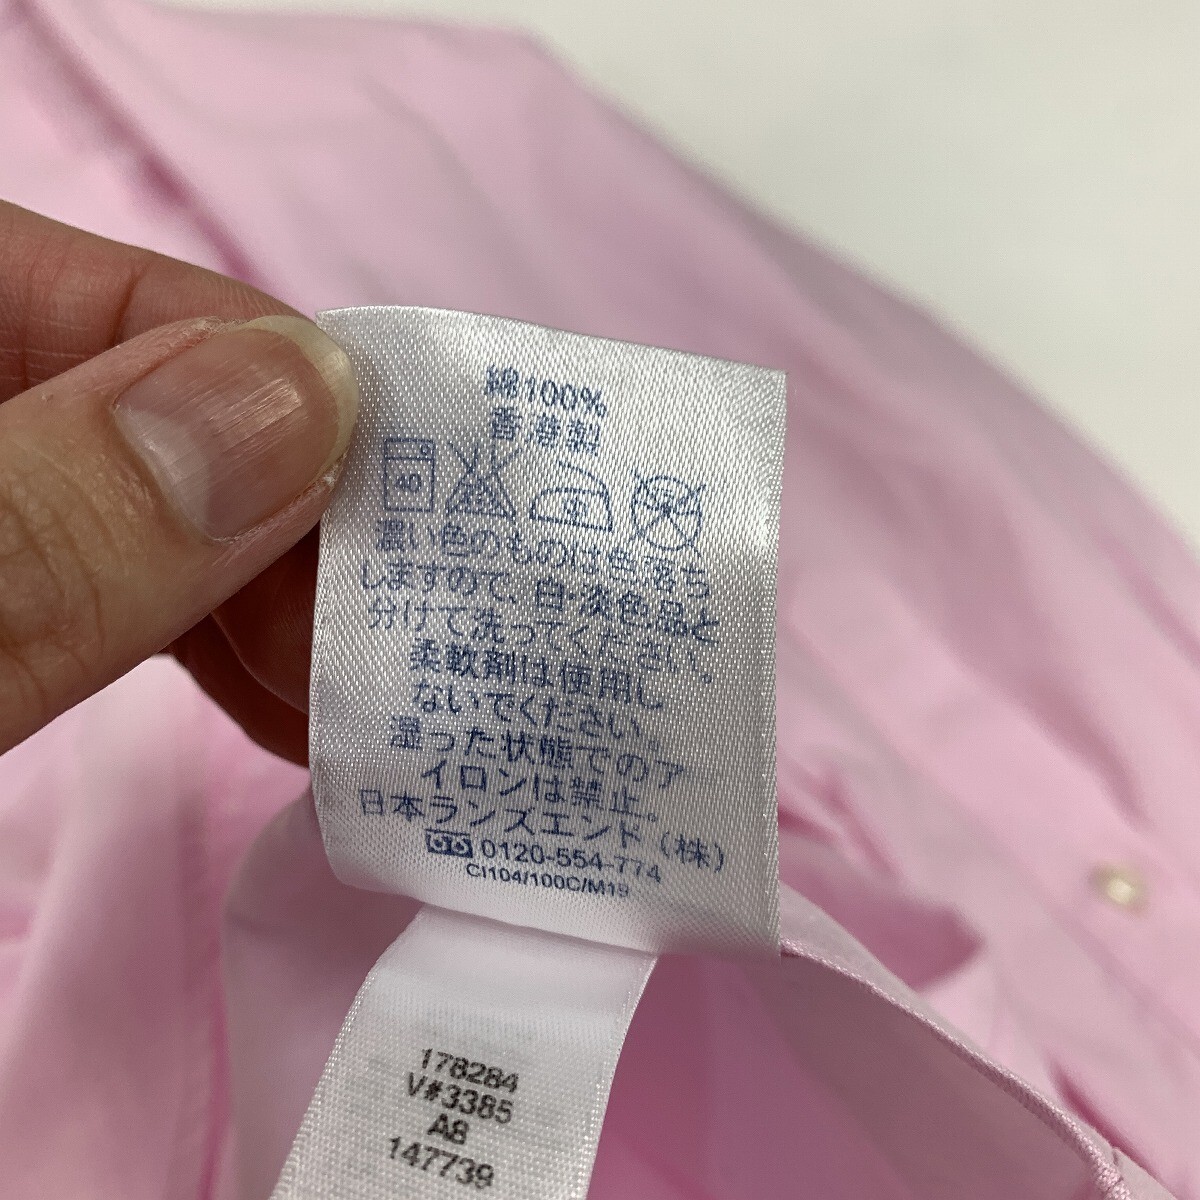 綿100%
香港製
40
濃い色のものは色落ち
しますので、白・淡色品と
分けて洗ってください。
柔軟剤は使用し
ないでください。
湿った状態でのア
イロンは禁止。
日本ランズエンド(株)
0120-554-774
CI104/100C/M19
178284
V#3385
A8
147739